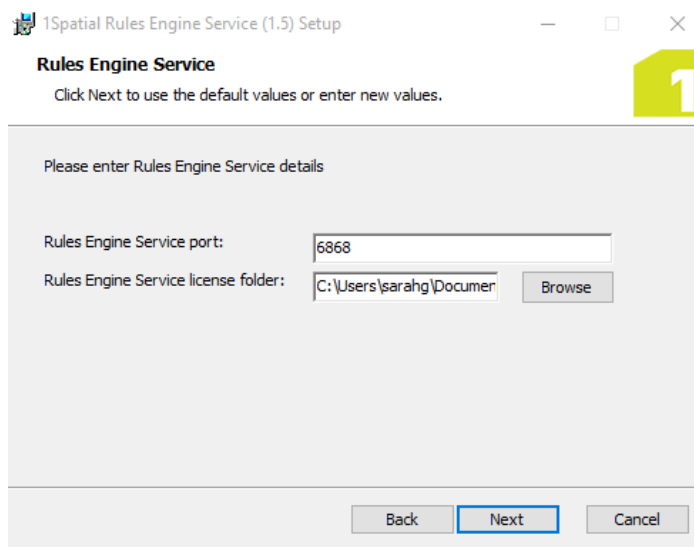 1Spatial Rules Engine Service (1.5) Setup
Rules Engine Service
Click Next to use the default values or enter new values.
1
Please enter Rules Engine Service details
Rules Engine Service port:
6868
Rules Engine Service license folder:
C:\Users\sarahg\Documen
Browse
Back
Next
Cancel